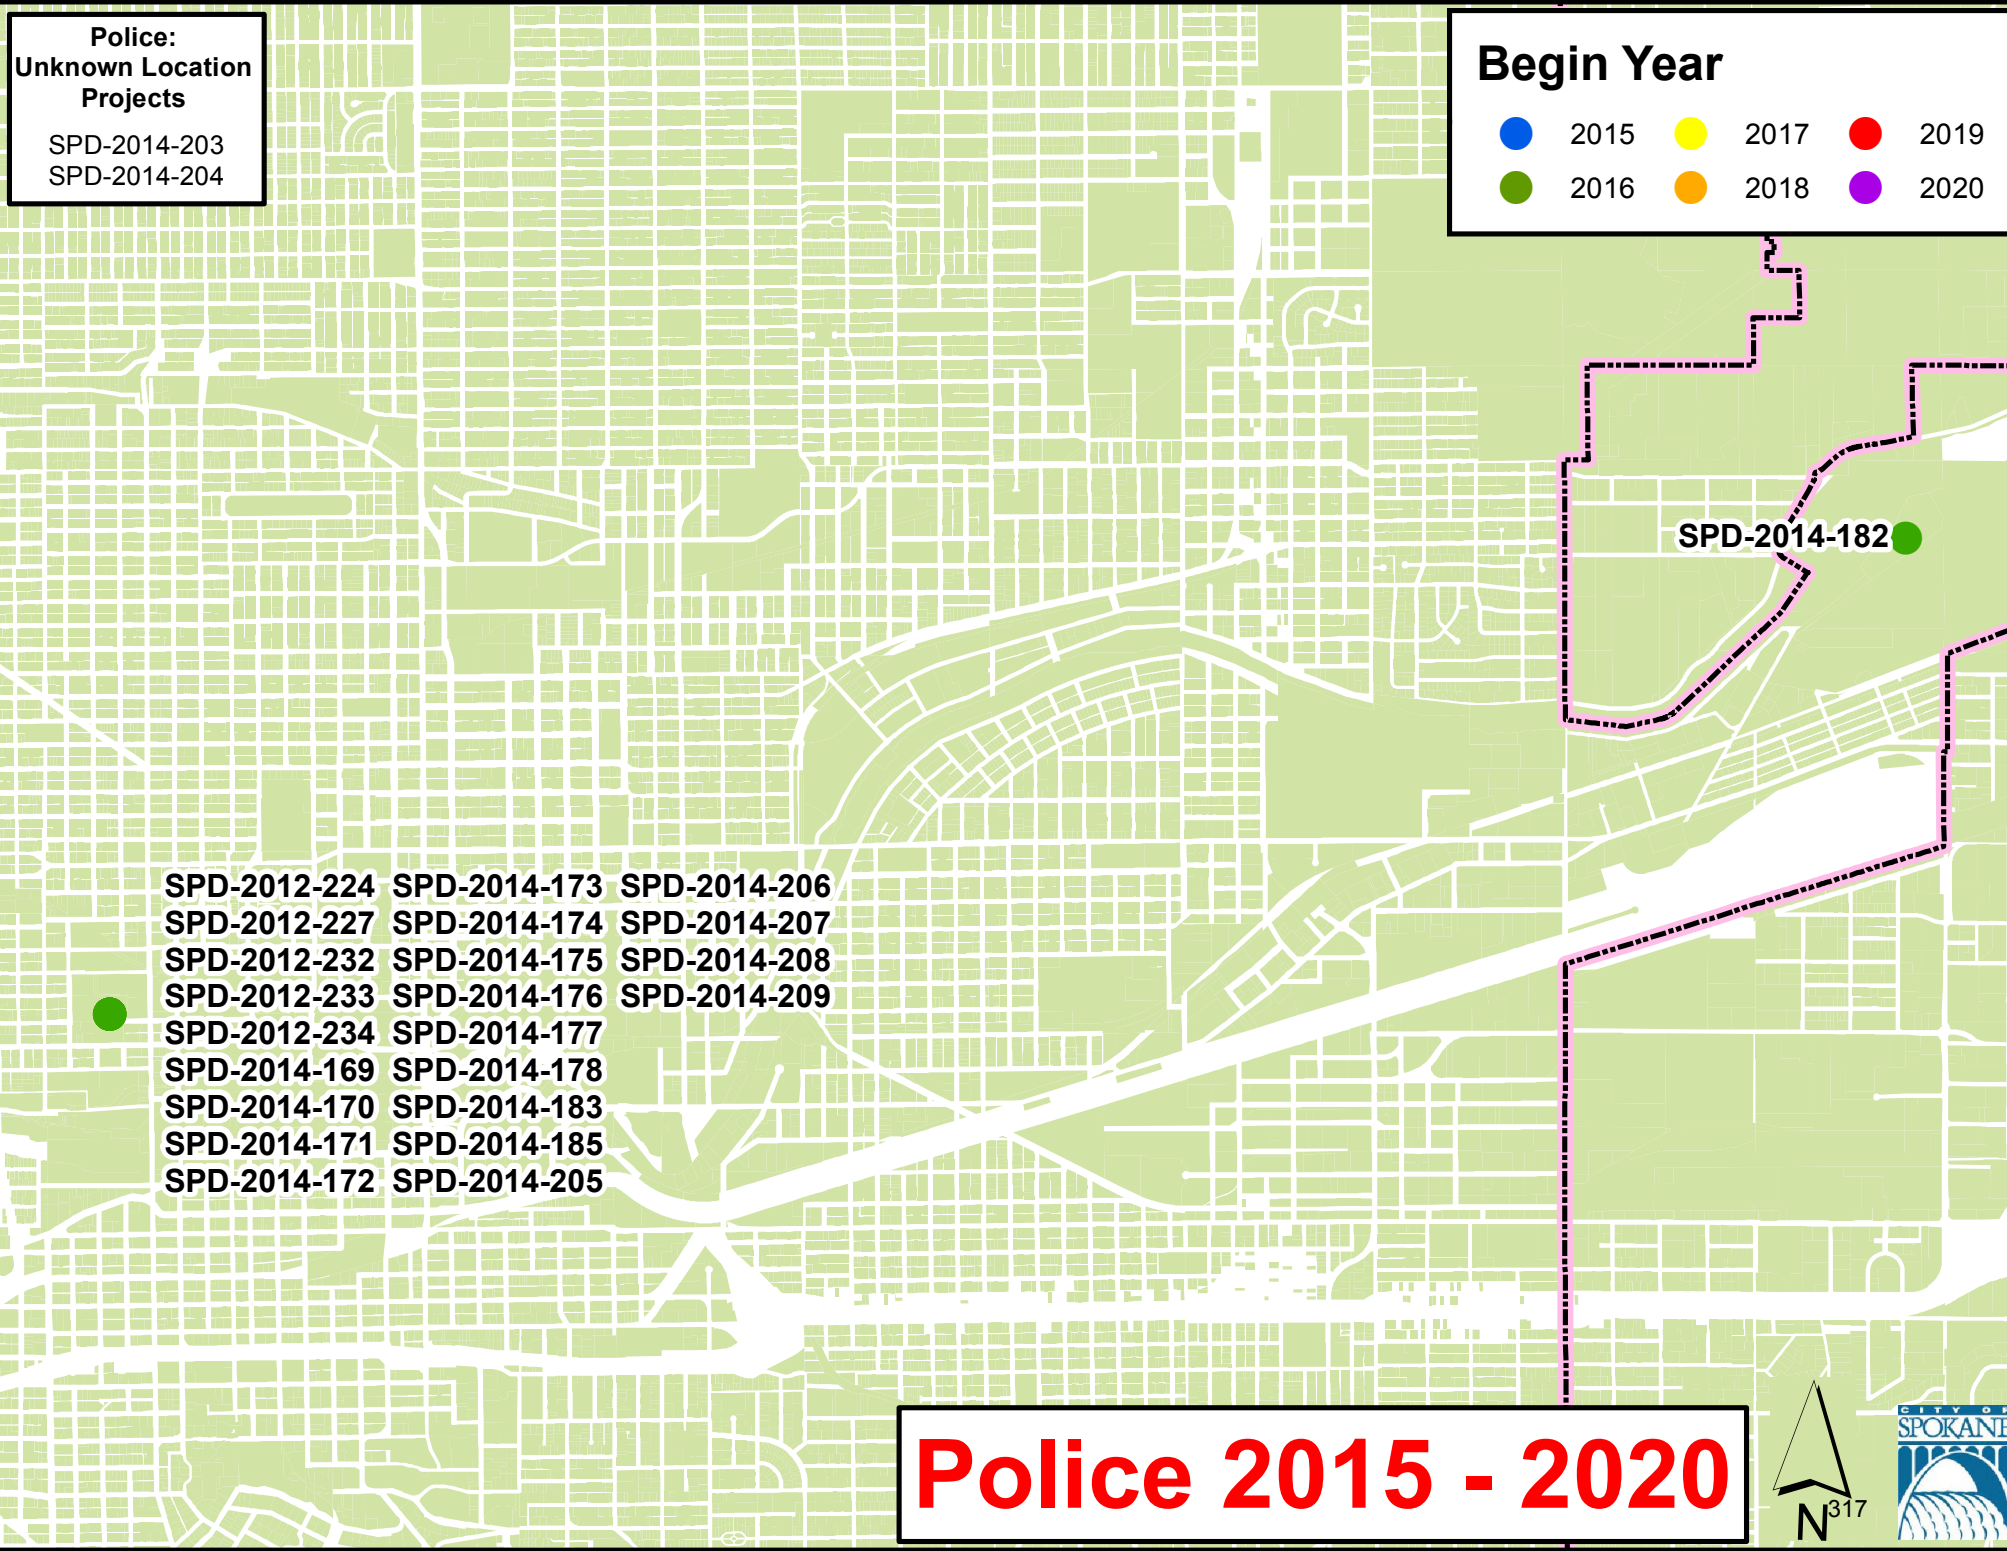 Police:
Unknown Location
Projects
SPD-2014-203
SPD-2014-204
Begin Year
2015 2017 2019
2016 2018 2020
SPD-2014-182
SPD-2012-224 SPD-2014-173 SPD-2014-206
SPD-2012-227 SPD-2014-174 SPD-2014-207
SPD-2012-232 SPD-2014-175 SPD-2014-208
SPD-2012-233 SPD-2014-176 SPD-2014-209
SPD-2012-234 SPD-2014-177
SPD-2014-169 SPD-2014-178
SPD-2014-170 SPD-2014-183
SPD-2014-171 SPD-2014-185
SPD-2014-172 SPD-2014-205
Police 2015 - 2020
N
317
CITY OF
SPOKANE